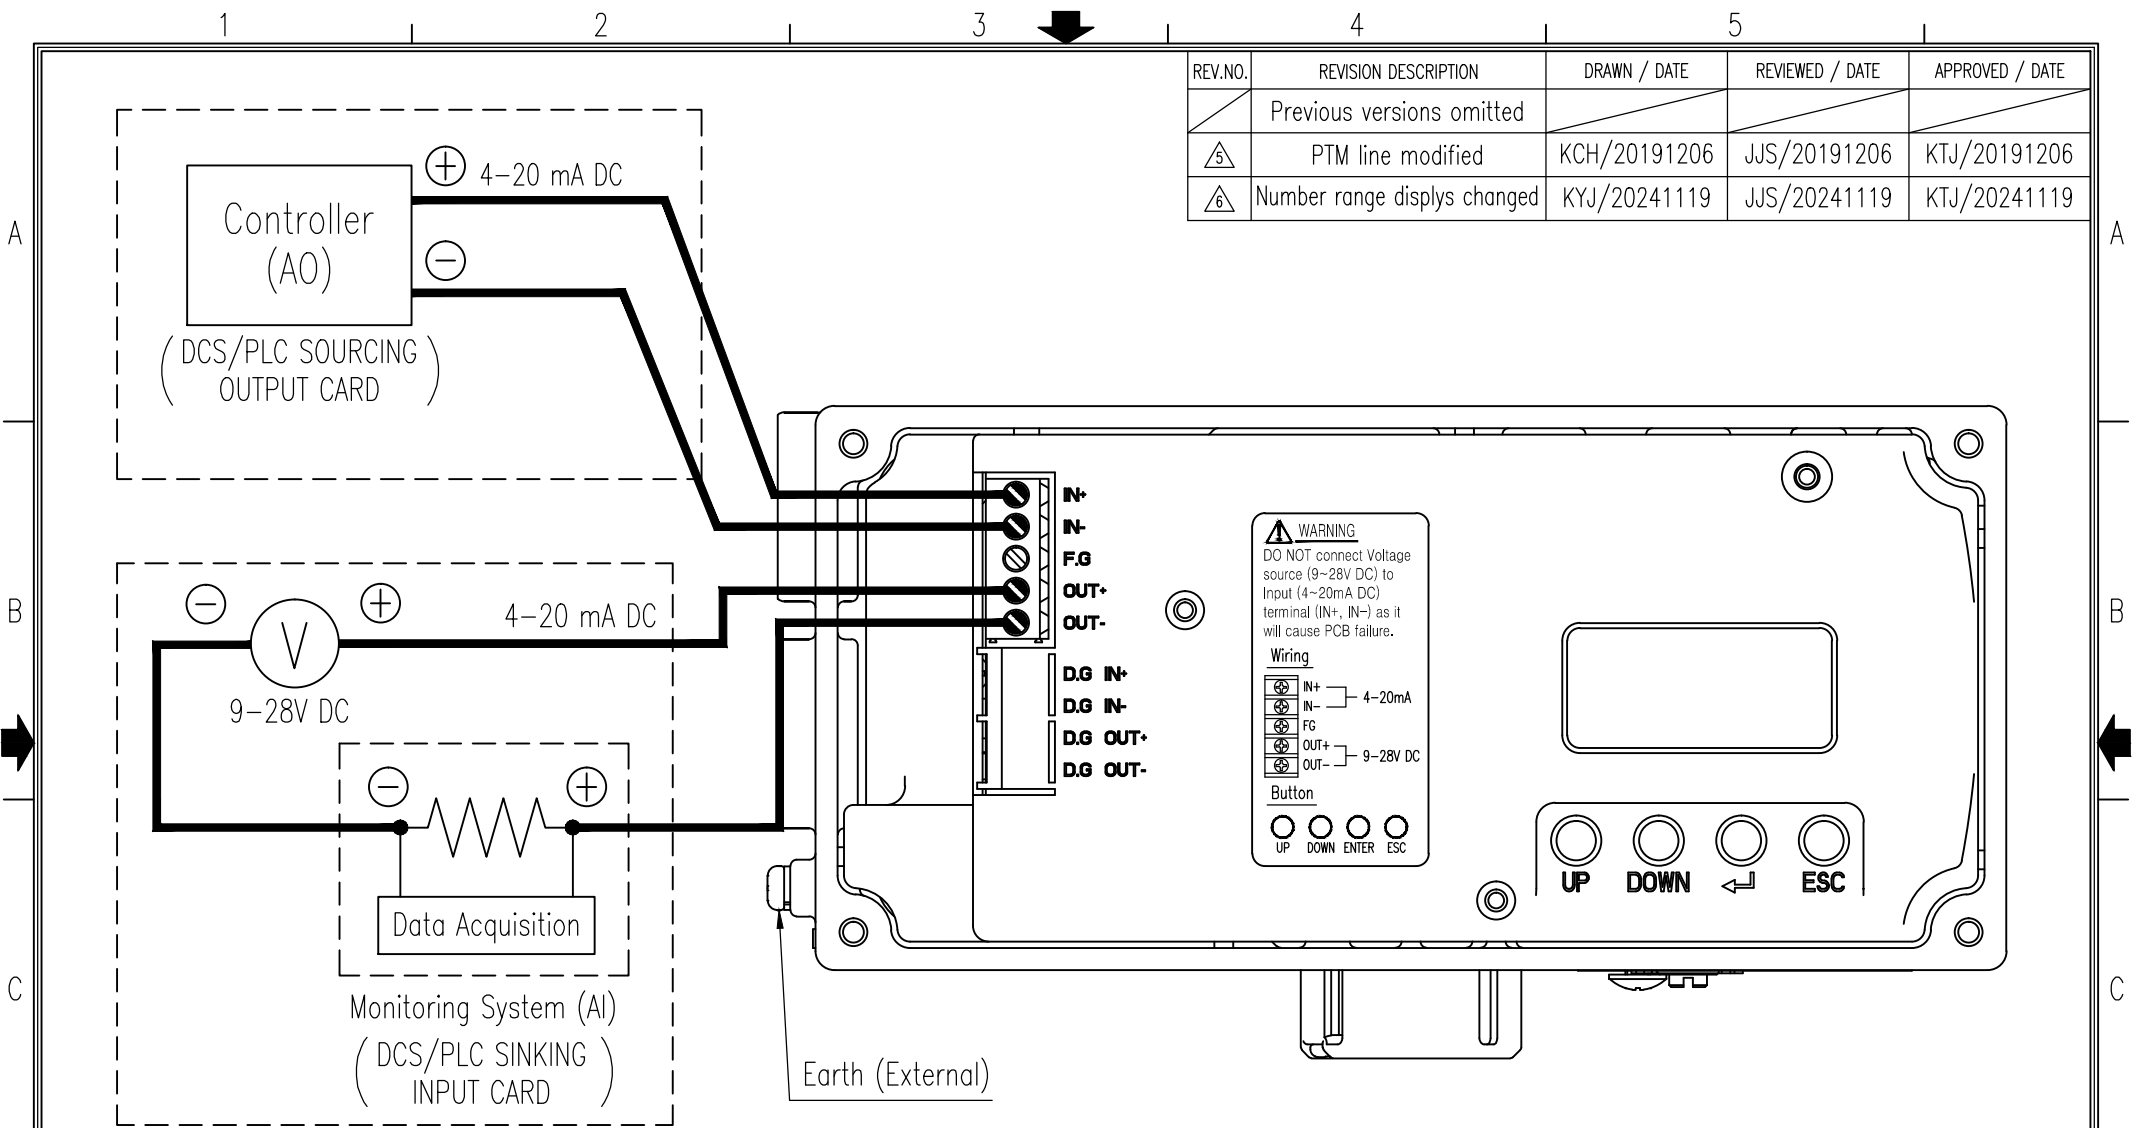 1 2 3 4 5
REV.NO. REVISION DESCRIPTION DRAWN / DATE REVIEWED / DATE APPROVED / DATE
Previous versions omitted
5 PTM line modified KCH/20191206 JJS/20191206 KTJ/20191206
6 Number range displys changed KYJ/20241119 JJS/20241119 KTJ/20241119
A A
+ 4-20 mA DC
Controller
(AO)
−
(DCS/PLC SOURCING
OUTPUT CARD)
IN+
IN-
F.G
OUT+
OUT-
D.G IN+
D.G IN-
D.G OUT+
D.G OUT-
WARNING
DO NOT connect Voltage
source (9~28V DC) to
Input (4~20mA DC)
terminal (IN+, IN-) as it
will cause PCB failure.
Wiring
IN+
IN-
4-20mA
FG
OUT+
OUT-
9-28V DC
Button
UP DOWN ENTER ESC
UP DOWN ESC
B B
− +
V
4-20 mA DC
9-28V DC
− +
Data Acquisition
Monitoring System (AI)
(DCS/PLC SINKING
INPUT CARD)
C C
Earth (External)